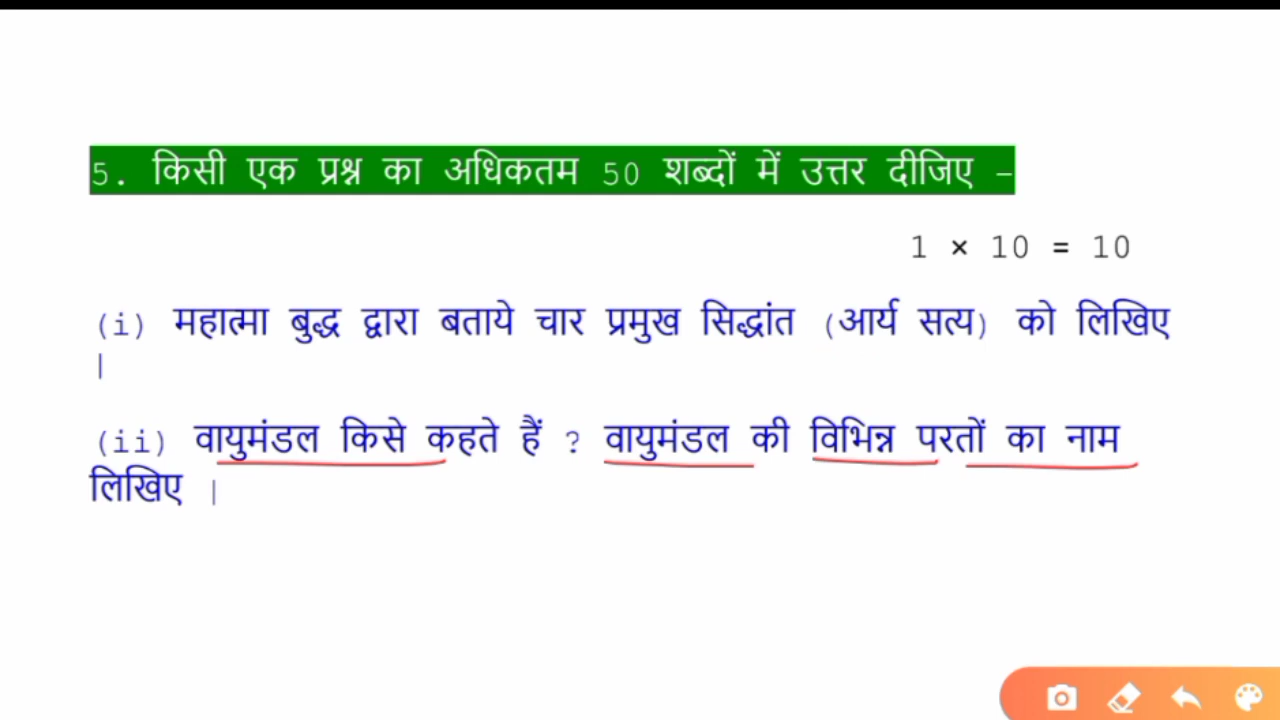 5. किसी एक प्रश्न का अधिकतम 50 शब्दों में उत्तर दीजिए –
1 × 10 = 10
(i) महात्मा बुद्ध द्वारा बताये चार प्रमुख सिद्धांत (आर्य सत्य) को लिखिए
|
(ii) वायुमंडल किसे कहते हैं ? वायुमंडल की विभिन्न परतों का नाम
लिखिए |